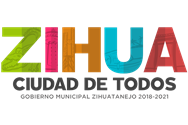 ZIHUA
CIUDAD DE TODOS
GOBIERNO MUNICIPAL ZIHUATANEJO 2018-2021